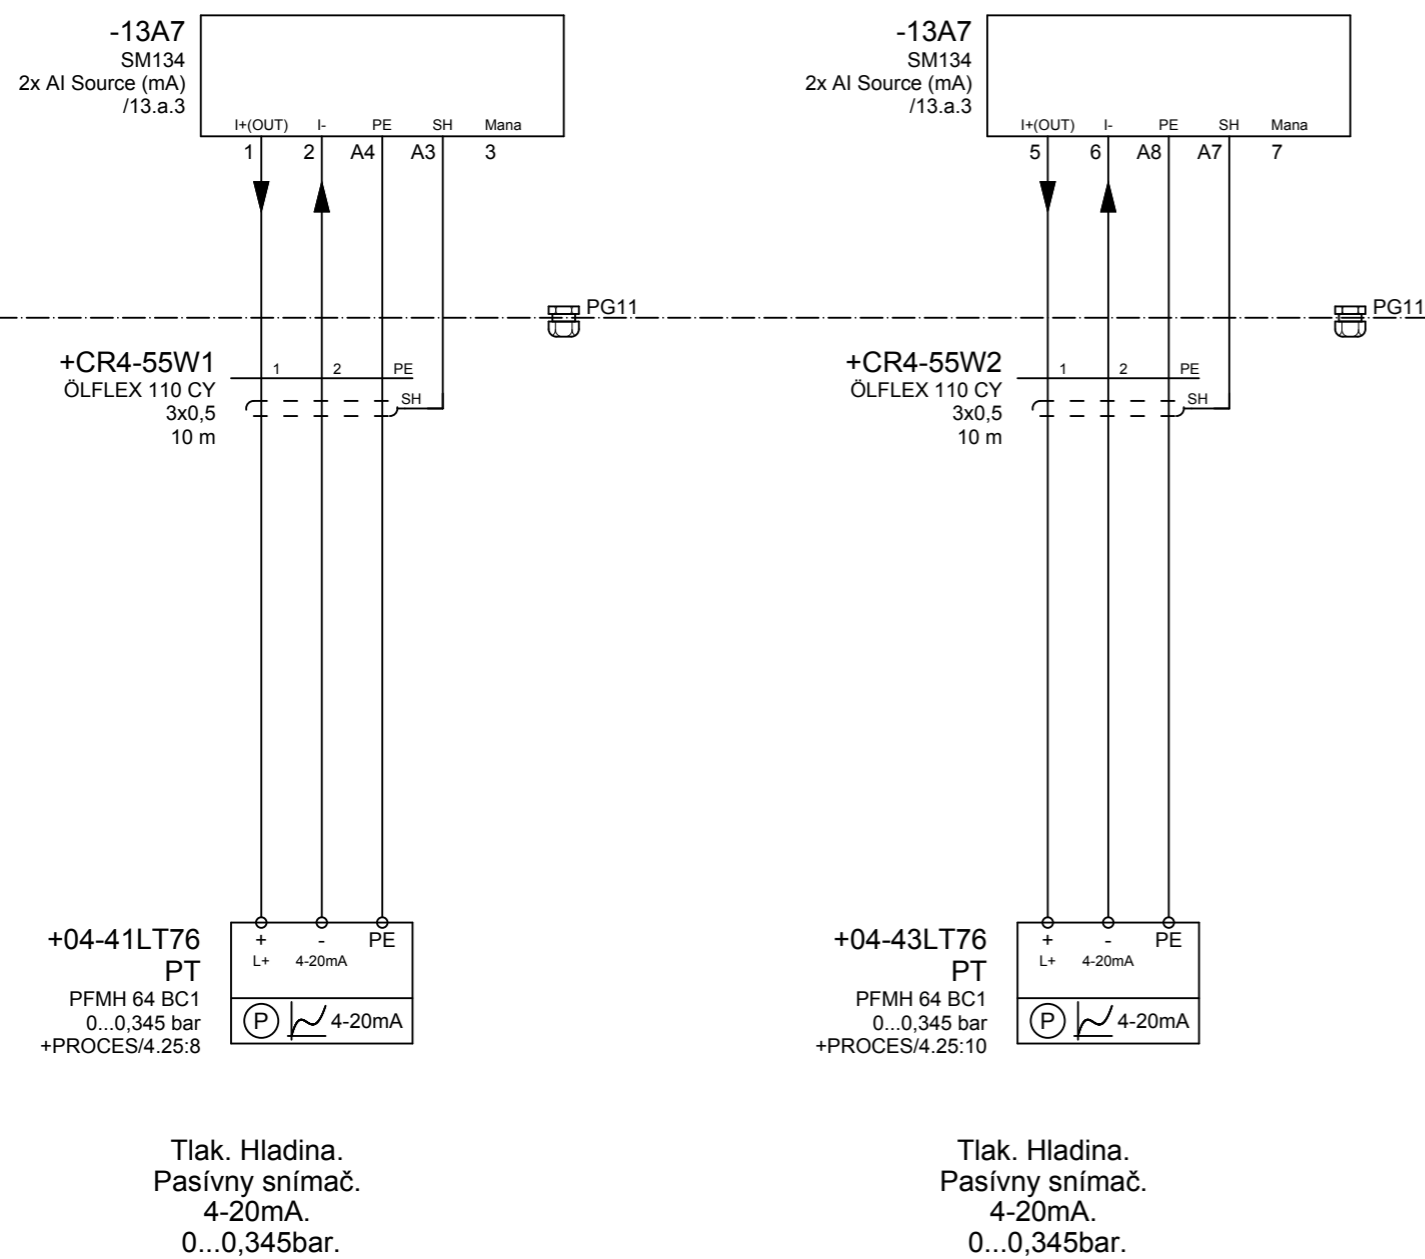 -13A7
SM134
2x AI Source (mA)
/13.a.3
I+(OUT) I- PE SH Mana
1 2 A4 A3 3
-13A7
SM134
2x AI Source (mA)
/13.a.3
I+(OUT) I- PE SH Mana
5 6 A8 A7 7
PG11
PG11
+CR4-55W1
ÖLFLEX 110 CY
3x0,5
10 m
1 2 PE
SH
+CR4-55W2
ÖLFLEX 110 CY
3x0,5
10 m
1 2 PE
SH
+04-41LT76
PT
PFMH 64 BC1
0...0,345 bar
+PROCES/4.25:8
+ - PE
L+ 4-20mA
P 4-20mA
+04-43LT76
PT
PFMH 64 BC1
0...0,345 bar
+PROCES/4.25:10
+ - PE
L+ 4-20mA
P 4-20mA
Tlak. Hladina.
Pasívny snímač.
4-20mA.
0...0,345bar.
Tlak. Hladina.
Pasívny snímač.
4-20mA.
0...0,345bar.